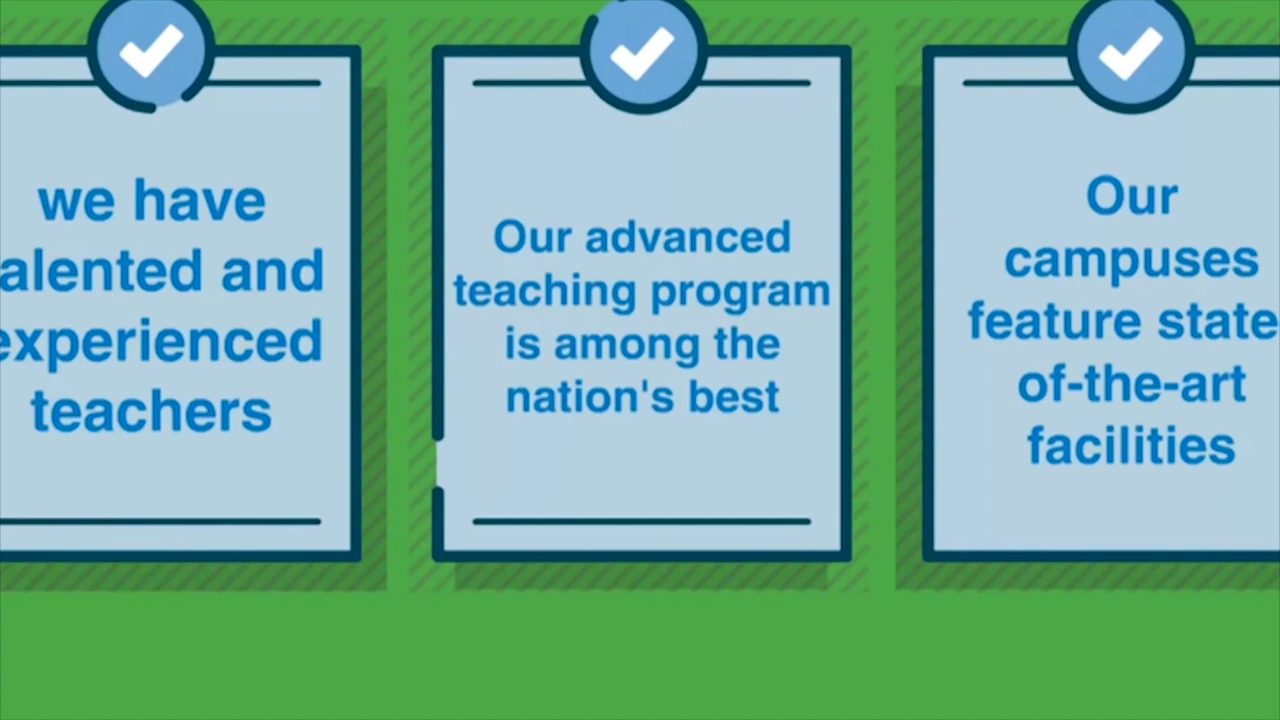 we have
alented and
experienced
teachers
Our advanced
teaching program
is among the
nation's best
Our
campuses
feature state
of-the-art
facilities